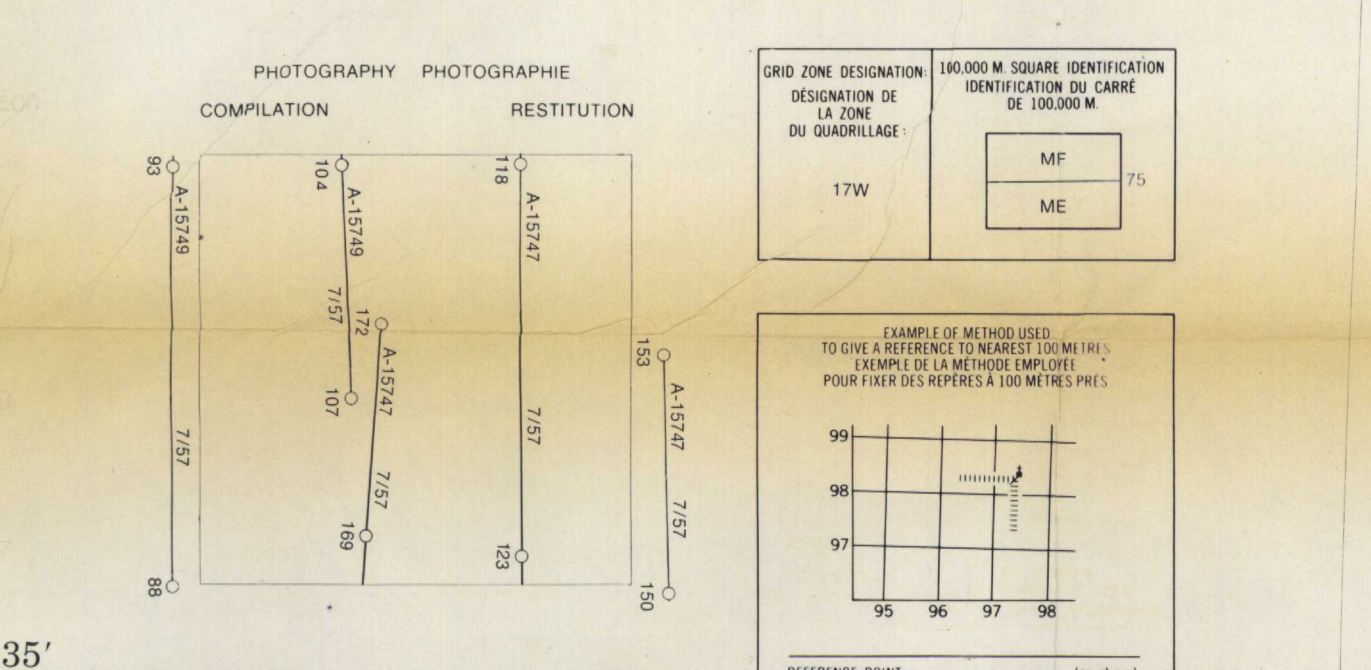 PHOTOGRAPHY PHOTOGRAPHIE
COMPILATION RESTITUTION
93
A-15749
7/57
88
104
A-15749
7/57
107
172
A-15747
7/57
169
118
A-15747
7/57
123
153
A-15747
7/57
150
35′
GRID ZONE DESIGNATION:
DÉSIGNATION DE
LA ZONE
DU QUADRILLAGE :
17W
100,000 M. SQUARE IDENTIFICATION
IDENTIFICATION DU CARRÉ
DE 100,000 M.
MF
75
ME
EXAMPLE OF METHOD USED
TO GIVE A REFERENCE TO NEAREST 100 METRES
EXEMPLE DE LA MÉTHODE EMPLOYÉE
POUR FIXER DES REPÈRES À 100 MÈTRES PRÈS
99
98
97
95 96 97 98
REFERENCE POINT